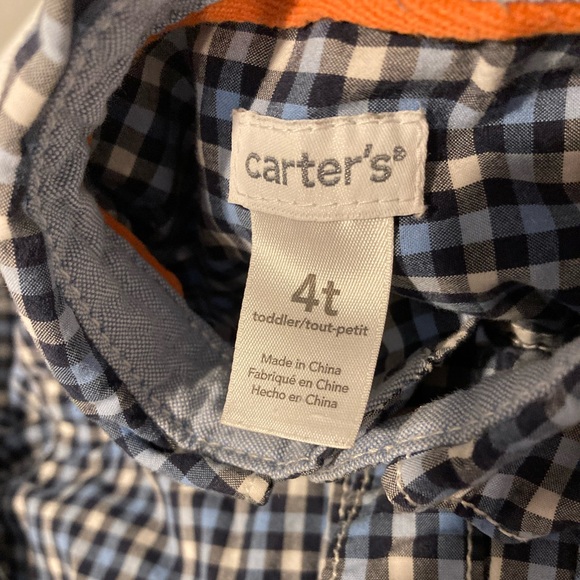 carter's®
4t
toddler/tout-petit
Made in China
Fabriqué en Chine
Hecho en China